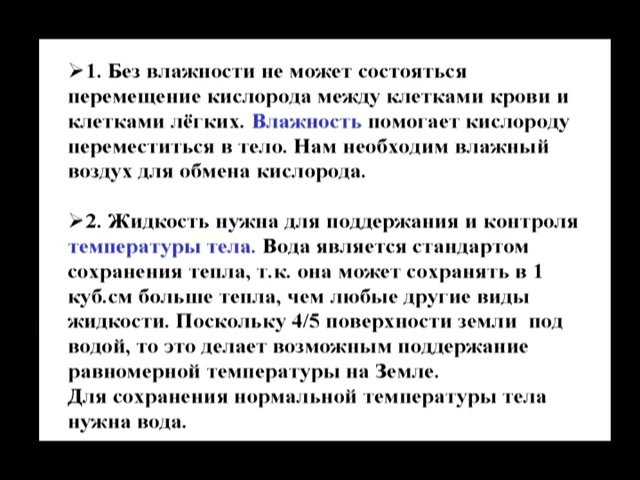 ➢1. Без влажности не может состояться
перемещение кислорода между клетками крови и
клетками лёгких. Влажность помогает кислороду
переместиться в тело. Нам необходим влажный
воздух для обмена кислорода.
➢2. Жидкость нужна для поддержания и контроля
температуры тела. Вода является стандартом
сохранения тепла, т.к. она может сохранять в 1
куб.см больше тепла, чем любые другие виды
жидкости. Поскольку 4/5 поверхности земли под
водой, то это делает возможным поддержание
равномерной температуры на Земле.
Для сохранения нормальной температуры тела
нужна вода.